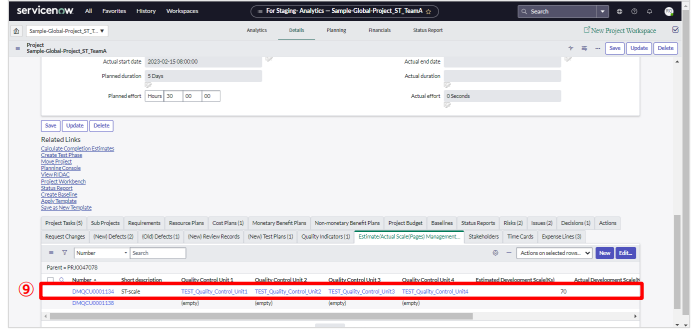 servicenow All Favorites History Workspaces For Staging- Analytics – Sample-Global-Project_ST_TeamA ☆ Search
Sample-Global-Project_ST_T... ▼ Analytics Details Planning Financials Status Report New Project Workspace
Project
Sample-Global-Project_ST_TeamA Save Update Delete
Actual start date 2023-02-15 08:00:00 Actual end date
Planned duration 5 Days Actual duration
Planned effort Hours 30 00 00 Actual effort 0 Seconds
Save Update Delete
Related Links
Calculate Completion Estimates
Create Test Phase
Move Project
Planning Console
View RIDAC
Project Workbench
Status Report
Create Baseline
Apply Template
Save as New Template
Project Tasks (5) Sub Projects Requirements Resource Plans Cost Plans (1) Monetary Benefit Plans Non-monetary Benefit Plans Project Budget Baselines Status Reports Risks (2) Issues (2) Decisions (1) Actions
Request Changes (New) Defects (2) (Old) Defects (1) (New) Review Records (New) Test Plans (1) Quality Indicators (1) Estimate/Actual Scale(Pages) Management... Stakeholders Time Cards Expense Lines (3)
Number Search Actions on selected rows... New Edit...
Parent = PRJ0047078
Number Short description Quality Control Unit 1 Quality Control Unit 2 Quality Control Unit 3 Quality Control Unit 4 Estimated Development Scale(Ks) Actual Development Scale(K
⑨ DMQCU0001134 ST-scale TEST_Quality_Control_Unit1 TEST_Quality_Control_Unit2 TEST_Quality_Control_Unit3 TEST_Quality_Control_Unit4 70
DMQCU0001138 (empty) (empty) (empty) (empty)